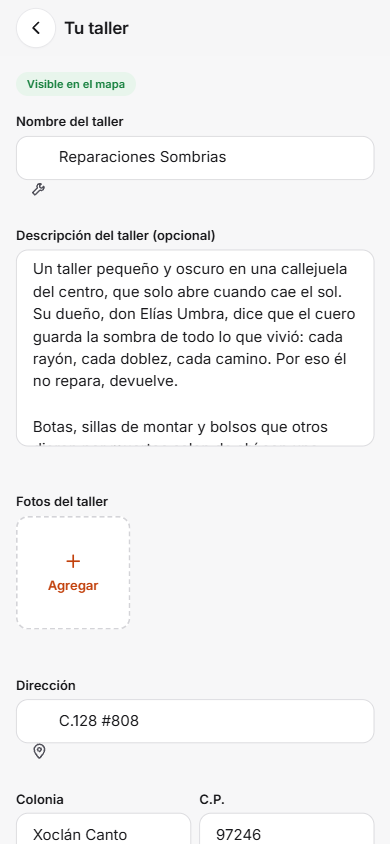 Tu taller
Visible en el mapa
Nombre del taller
Reparaciones Sombrias
Descripción del taller (opcional)
Un taller pequeño y oscuro en una callejuela
del centro, que solo abre cuando cae el sol.
Su dueño, don Elías Umbra, dice que el cuero
guarda la sombra de todo lo que vivió: cada
rayón, cada doblez, cada camino. Por eso él
no repara, devuelve.
Botas, sillas de montar y bolsos que otros
Fotos del taller
Agregar
Dirección
C.128 #808
Colonia
C.P.
Xoclán Canto
97246